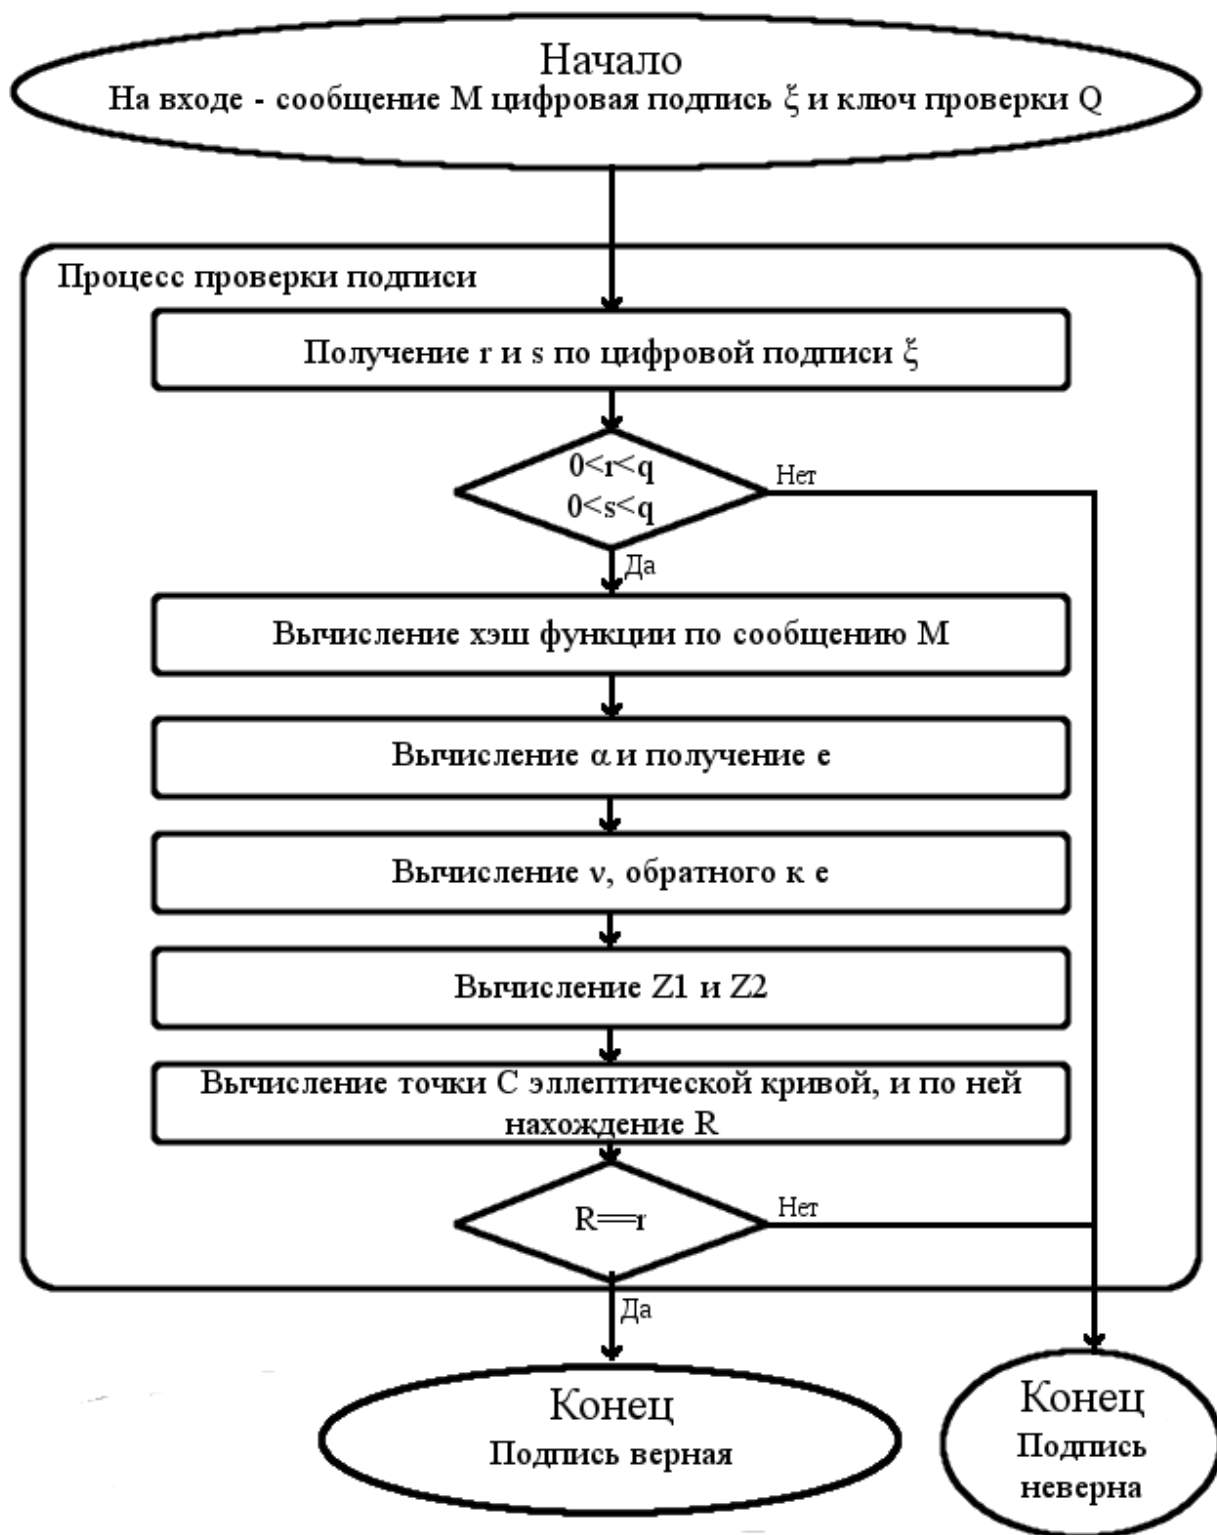 Начало
На входе - сообщение М цифровая подпись ξ и ключ проверки Q
Процесс проверки подписи
Получение r и s по цифровой подписи ξ
0<r<q
0<s<q
Нет
Да
Вычисление хэш функции по сообщению М
Вычисление α и получение е
Вычисление ν, обратного к е
Вычисление Z1 и Z2
Вычисление точки С эллептической кривой, и по ней
нахождение R
R==r
Нет
Да
Конец
Подпись верная
Конец
Подпись
неверна